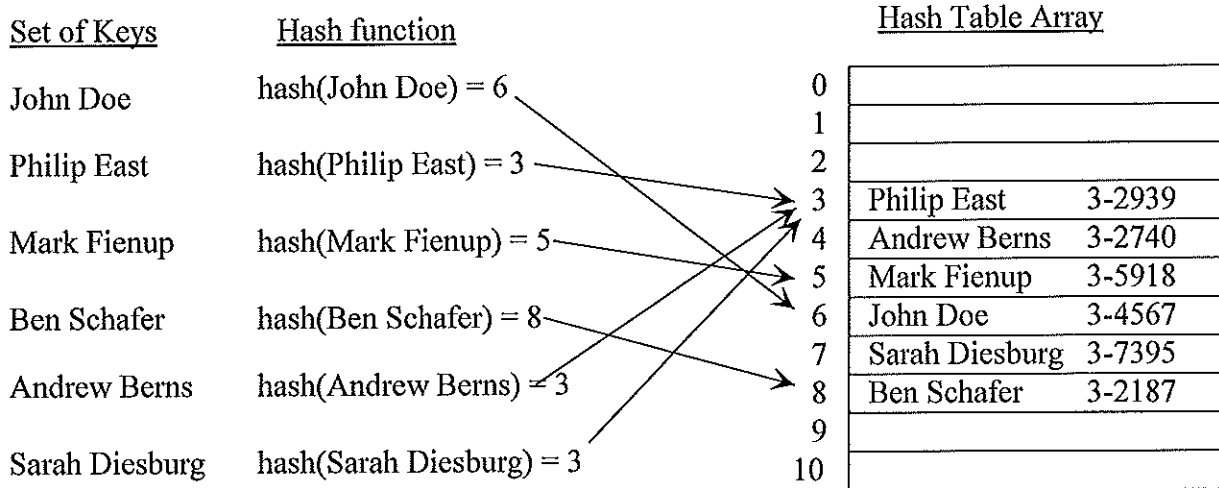 Set of Keys Hash function Hash Table Array
John Doe hash(John Doe) = 6
Philip East hash(Philip East) = 3
Mark Fienup hash(Mark Fienup) = 5
Ben Schafer hash(Ben Schafer) = 8
Andrew Berns hash(Andrew Berns) = 3
Sarah Diesburg hash(Sarah Diesburg) = 3
0
1
2
3 Philip East 3-2939
4 Andrew Berns 3-2740
5 Mark Fienup 3-5918
6 John Doe 3-4567
7 Sarah Diesburg 3-7395
8 Ben Schafer 3-2187
9
10